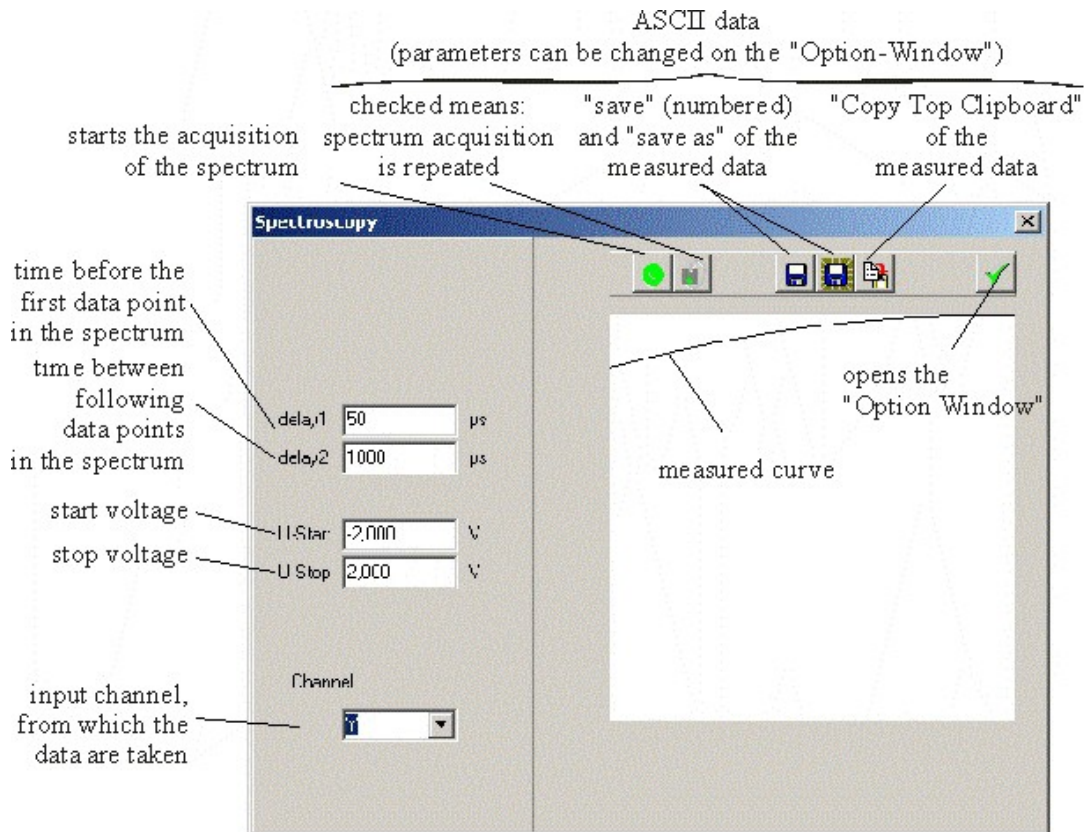 ASCII data
(parameters can be changed on the "Option-Window")
starts the acquisition
of the spectrum
checked means:
spectrum acquisition
is repeated
"save" (numbered)
and "save as" of the
measured data
"Copy Top Clipboard"
of the
measured data
Spectroscopy
time before the
first data point
in the spectrum
time between
following
data points
in the spectrum
delay1 50 µs
delay2 1000 µs
start voltage
stop voltage
U-Start -2,000 V
U Stop 2,000 V
opens the
"Option Window"
measured curve
Channel
Y
input channel,
from which the
data are taken